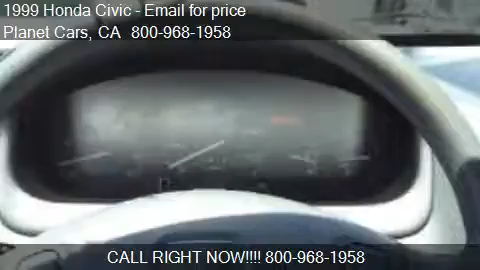 1999 Honda Civic - Email for price
Planet Cars, CA 800-968-1958
CALL RIGHT NOW!!!! 800-968-1958